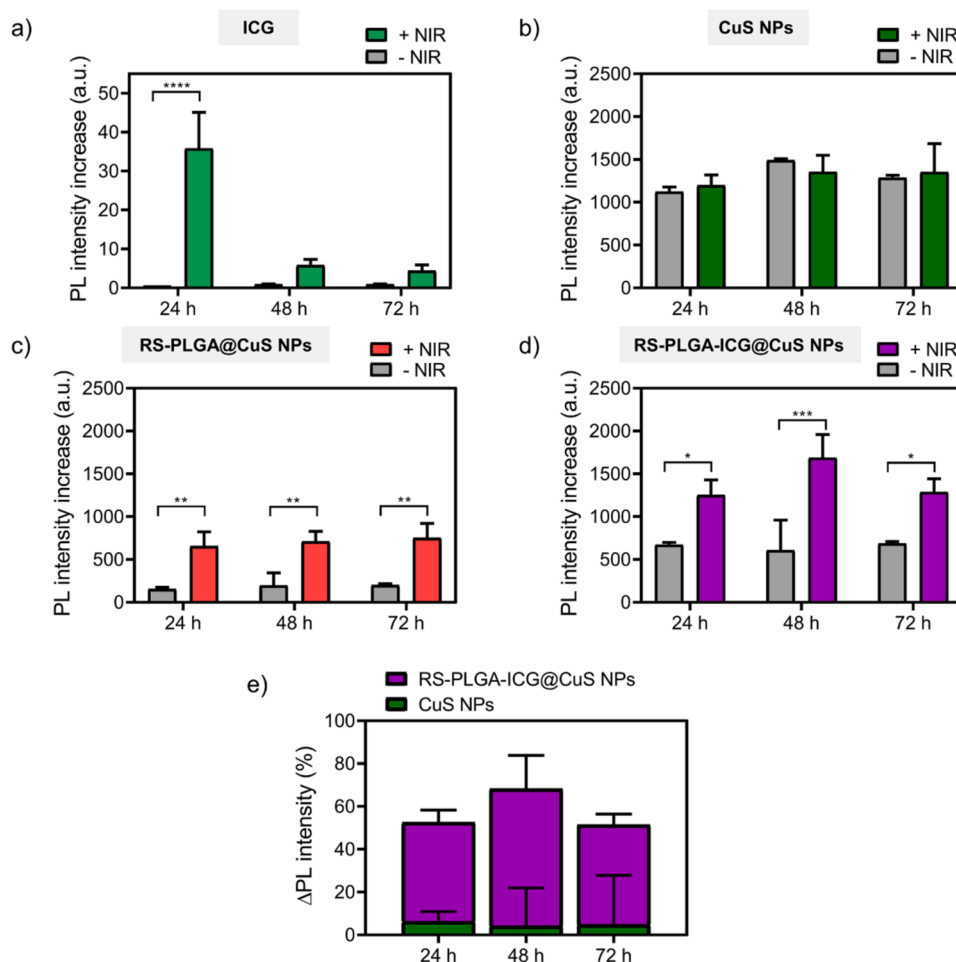 a)
ICG
+ NIR
- NIR
PL intensity increase (a.u.)
50
40
30
20
10
0
****
24 h 48 h 72 h
b)
CuS NPs
+ NIR
- NIR
PL intensity increase (a.u.)
2500
2000
1500
1000
500
0
24 h 48 h 72 h
c)
RS-PLGA@CuS NPs
+ NIR
- NIR
PL intensity increase (a.u.)
2500
2000
1500
1000
500
0
** ** **
24 h 48 h 72 h
d)
RS-PLGA-ICG@CuS NPs
+ NIR
- NIR
PL intensity increase (a.u.)
2500
2000
1500
1000
500
0
* *** *
24 h 48 h 72 h
e)
RS-PLGA-ICG@CuS NPs
CuS NPs
ΔPL intensity (%)
100
80
60
40
20
0
24 h 48 h 72 h